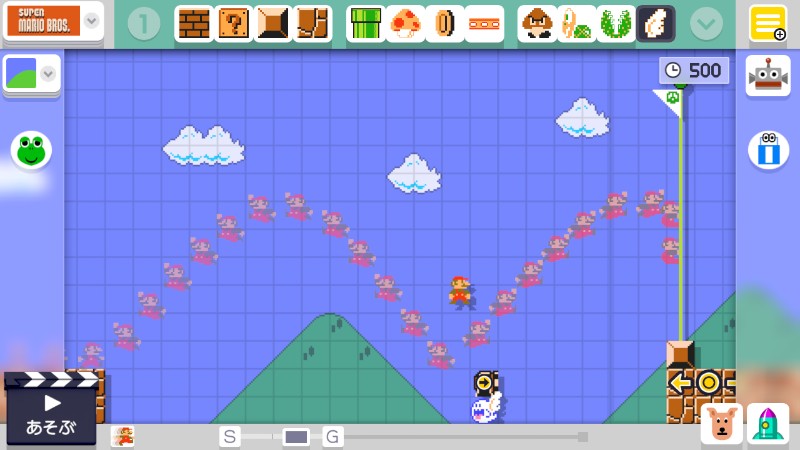 SUPER
MARIO BROS.
1
500
あそぶ
S
G